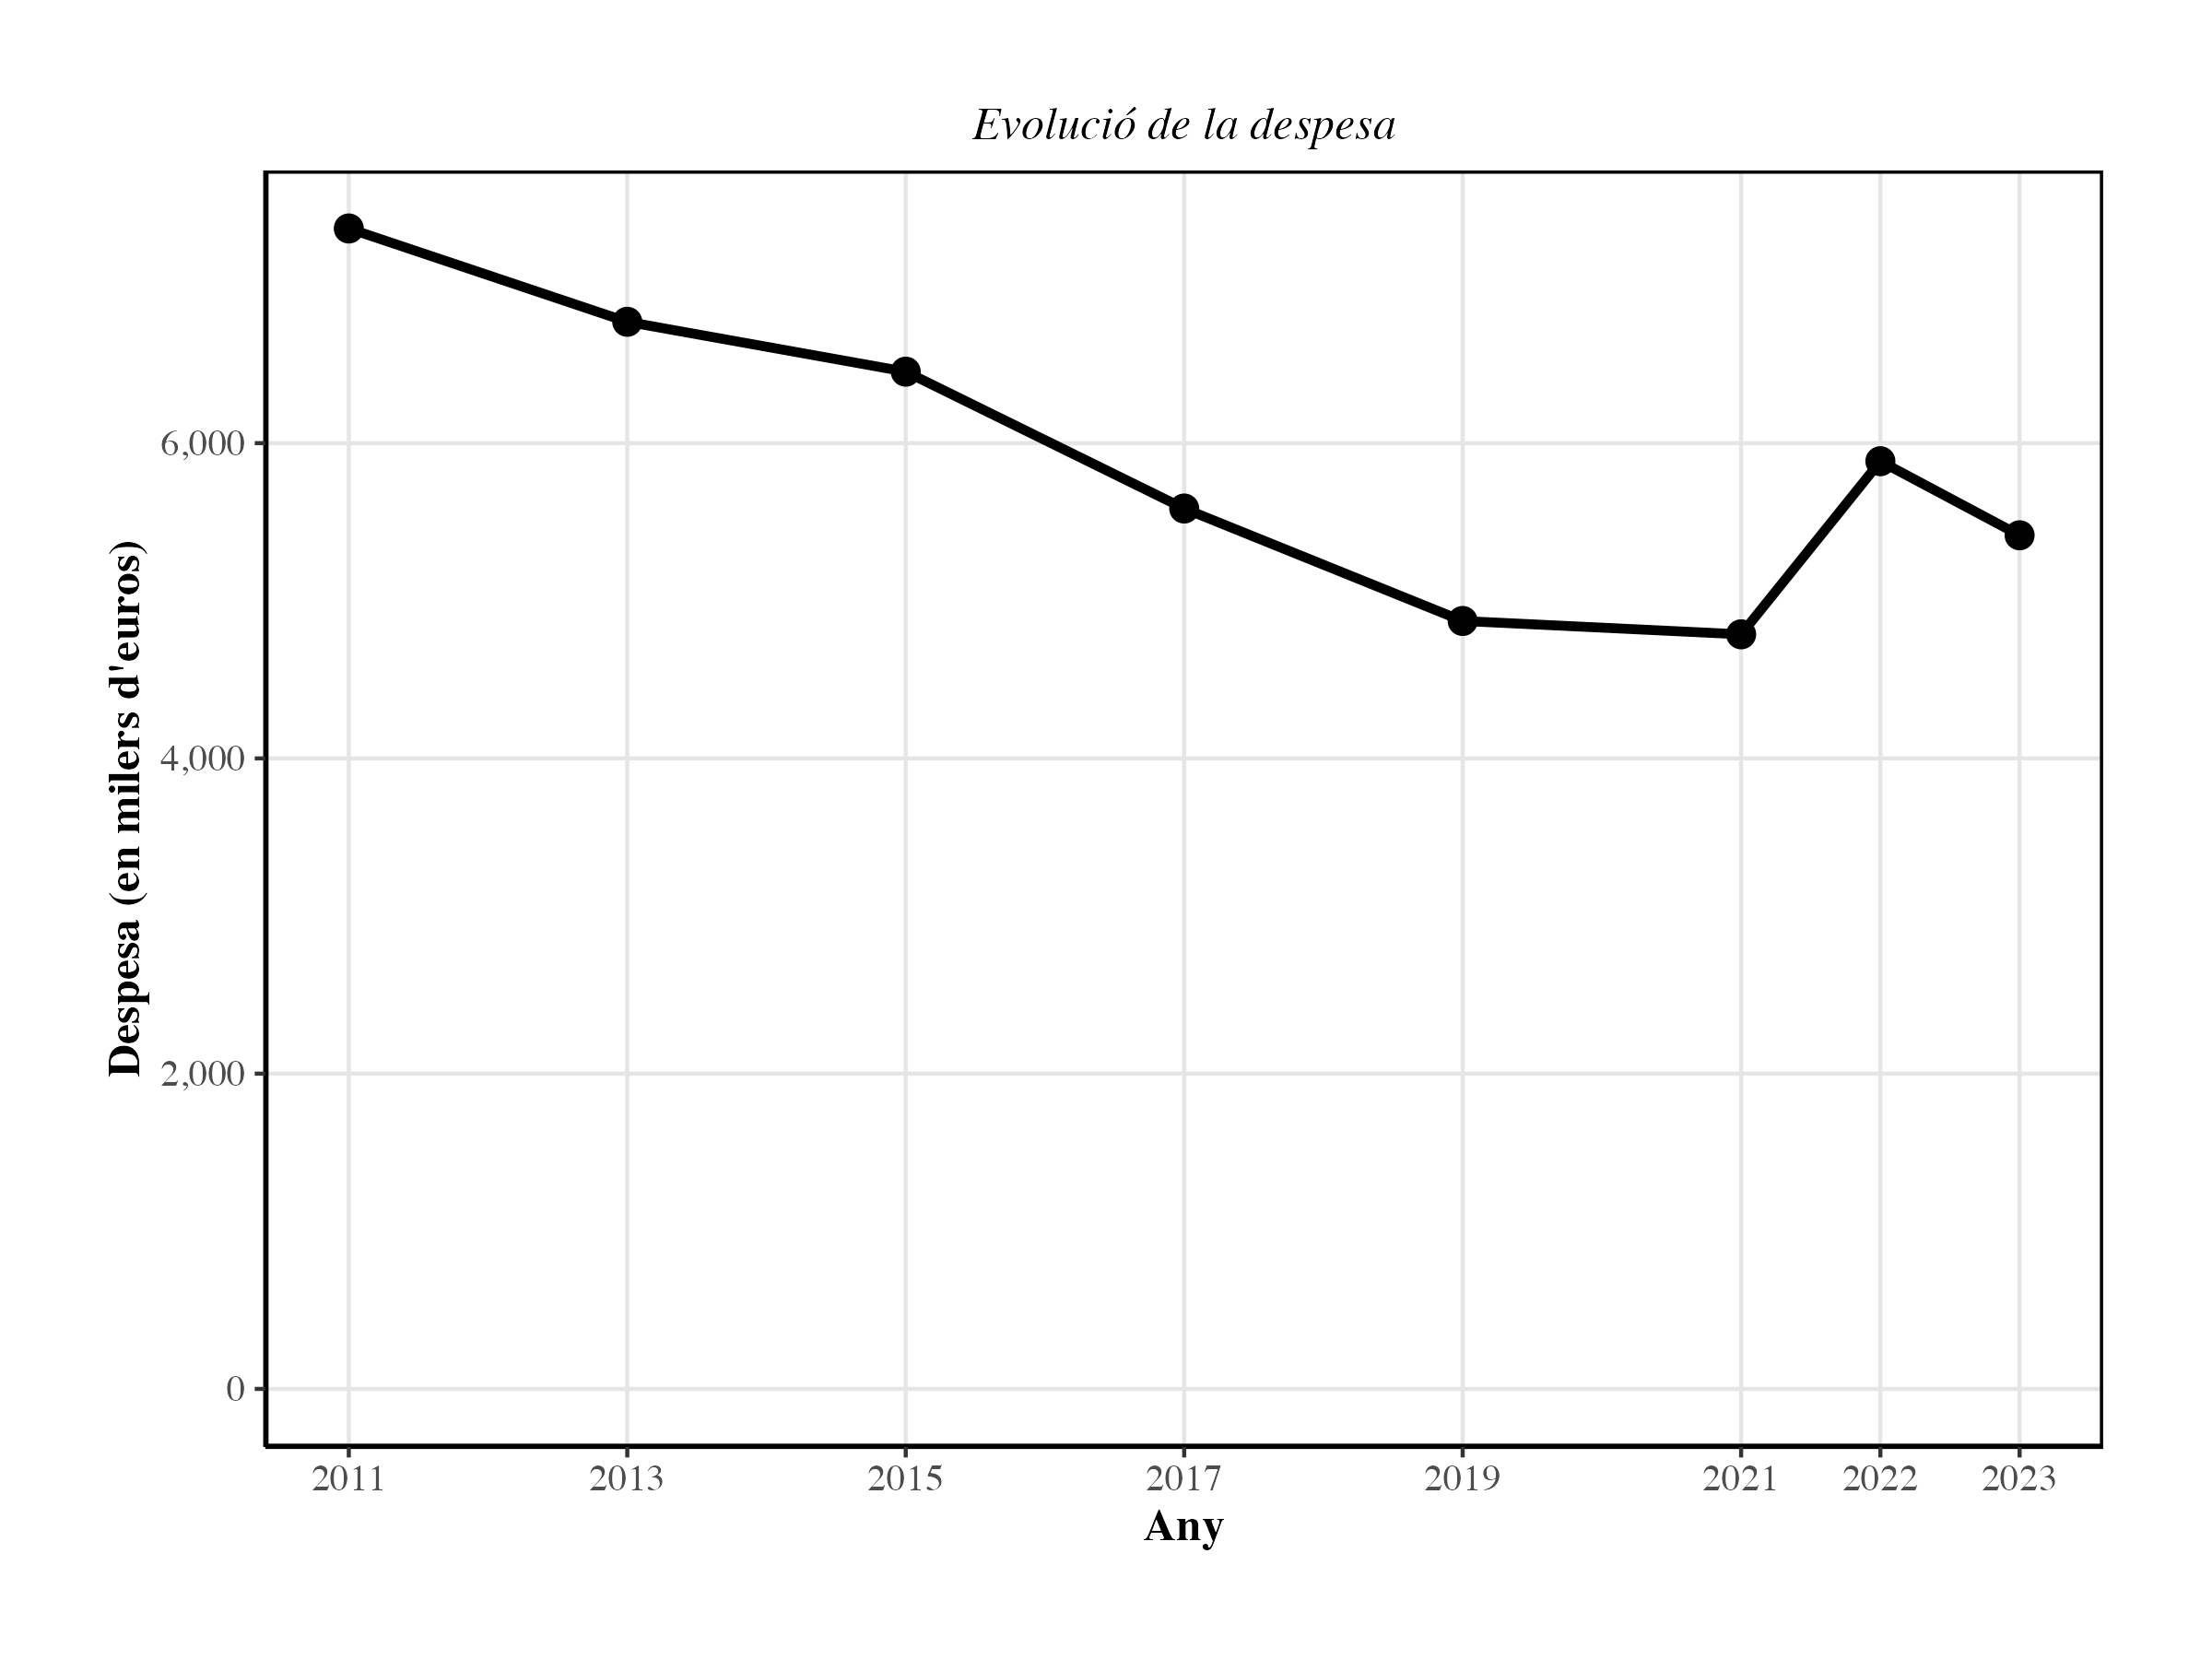 Evolució de la despesa
Despesa (en milers d'euros)
6,000
4,000
2,000
0
2011 2013 2015 2017 2019 2021 2022 2023
Any